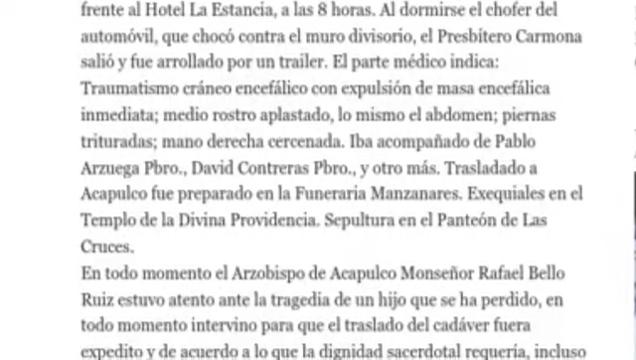 frente al Hotel La Estancia, a las 8 horas. Al dormirse el chofer del
automóvil, que chocó contra el muro divisorio, el Presbítero Carmona
salió y fue arrollado por un trailer. El parte médico indica:
Traumatismo cráneo encefálico con expulsión de masa encefálica
inmediata; medio rostro aplastado, lo mismo el abdomen; piernas
trituradas; mano derecha cercenada. Iba acompañado de Pablo
Arzuega Pbro., David Contreras Pbro., y otro más. Trasladado a
Acapulco fue preparado en la Funeraria Manzanares. Exequiales en el
Templo de la Divina Providencia. Sepultura en el Panteón de Las
Cruces.
En todo momento el Arzobispo de Acapulco Monseñor Rafael Bello
Ruiz estuvo atento ante la tragedia de un hijo que se ha perdido, en
todo momento intervino para que el traslado del cadáver fuera
expedito y de acuerdo a lo que la dignidad sacerdotal requería, incluso